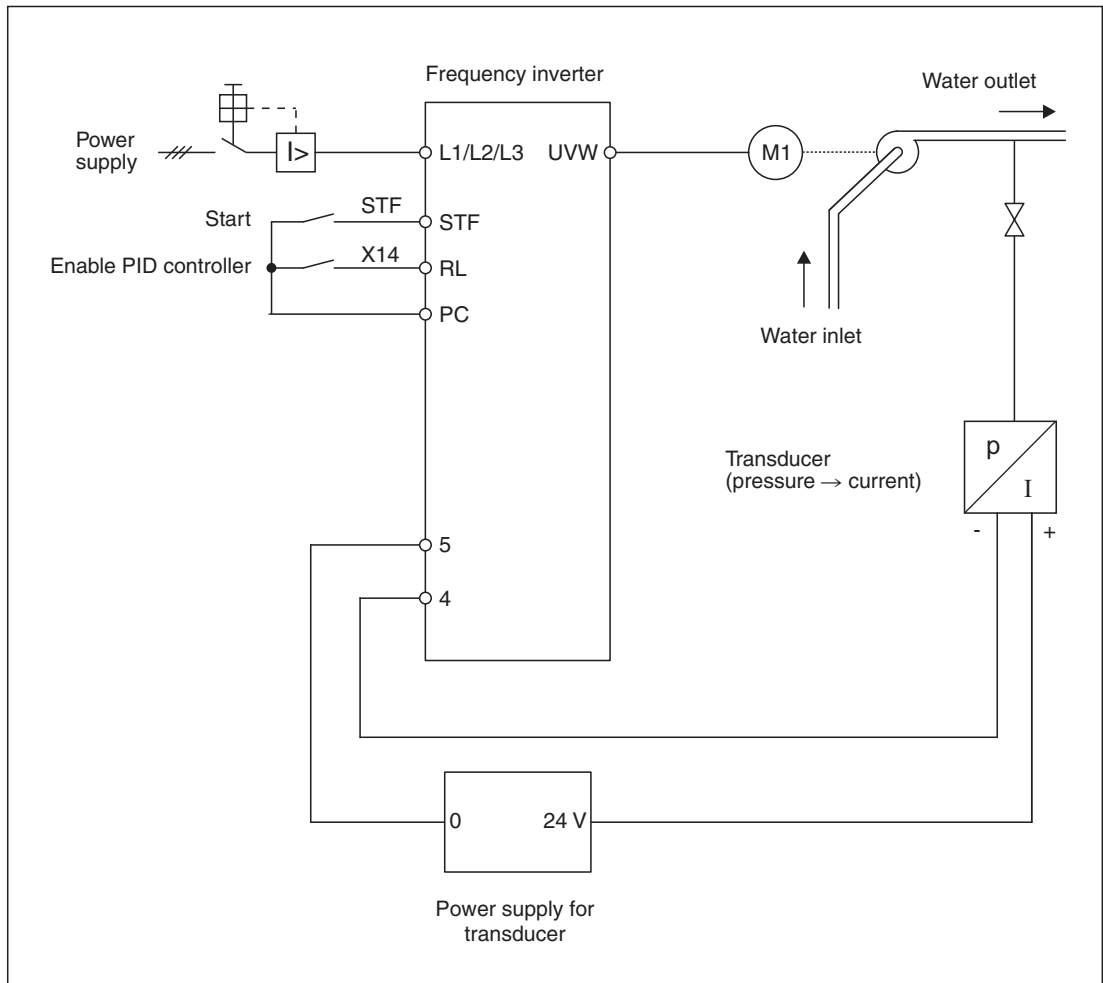 Frequency inverter
Water outlet
Power
supply
I>
L1/L2/L3
UVW
M1
Start
STF
STF
Enable PID controller
X14
RL
PC
Water inlet
Transducer
(pressure → current)
p
I
-
+
5
4
0
24 V
Power supply for
transducer